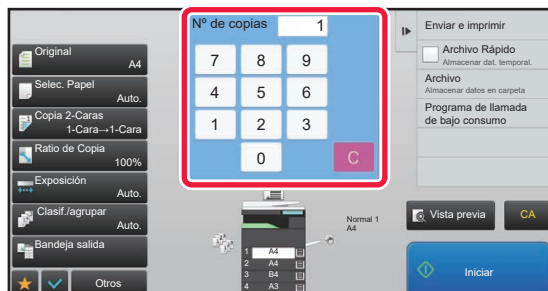 Original
A4
Selec. Papel
Auto.
Copia 2-Caras
1-Cara→1-Cara
Ratio de Copia
100%
Exposición
Auto.
Clasif./agrupar
Auto.
Bandeja salida
Otros
Nº de copias 1
7 8 9
4 5 6
1 2 3
0 C
Normal 1
A4
1 A4
2 A4
3 B4
4 A3
Enviar e imprimir
Archivo Rápido
Almacenar dat. temporal.
Archivo
Almacenar datos en carpeta
Programa de llamada
de bajo consumo
Vista previa
CA
Iniciar